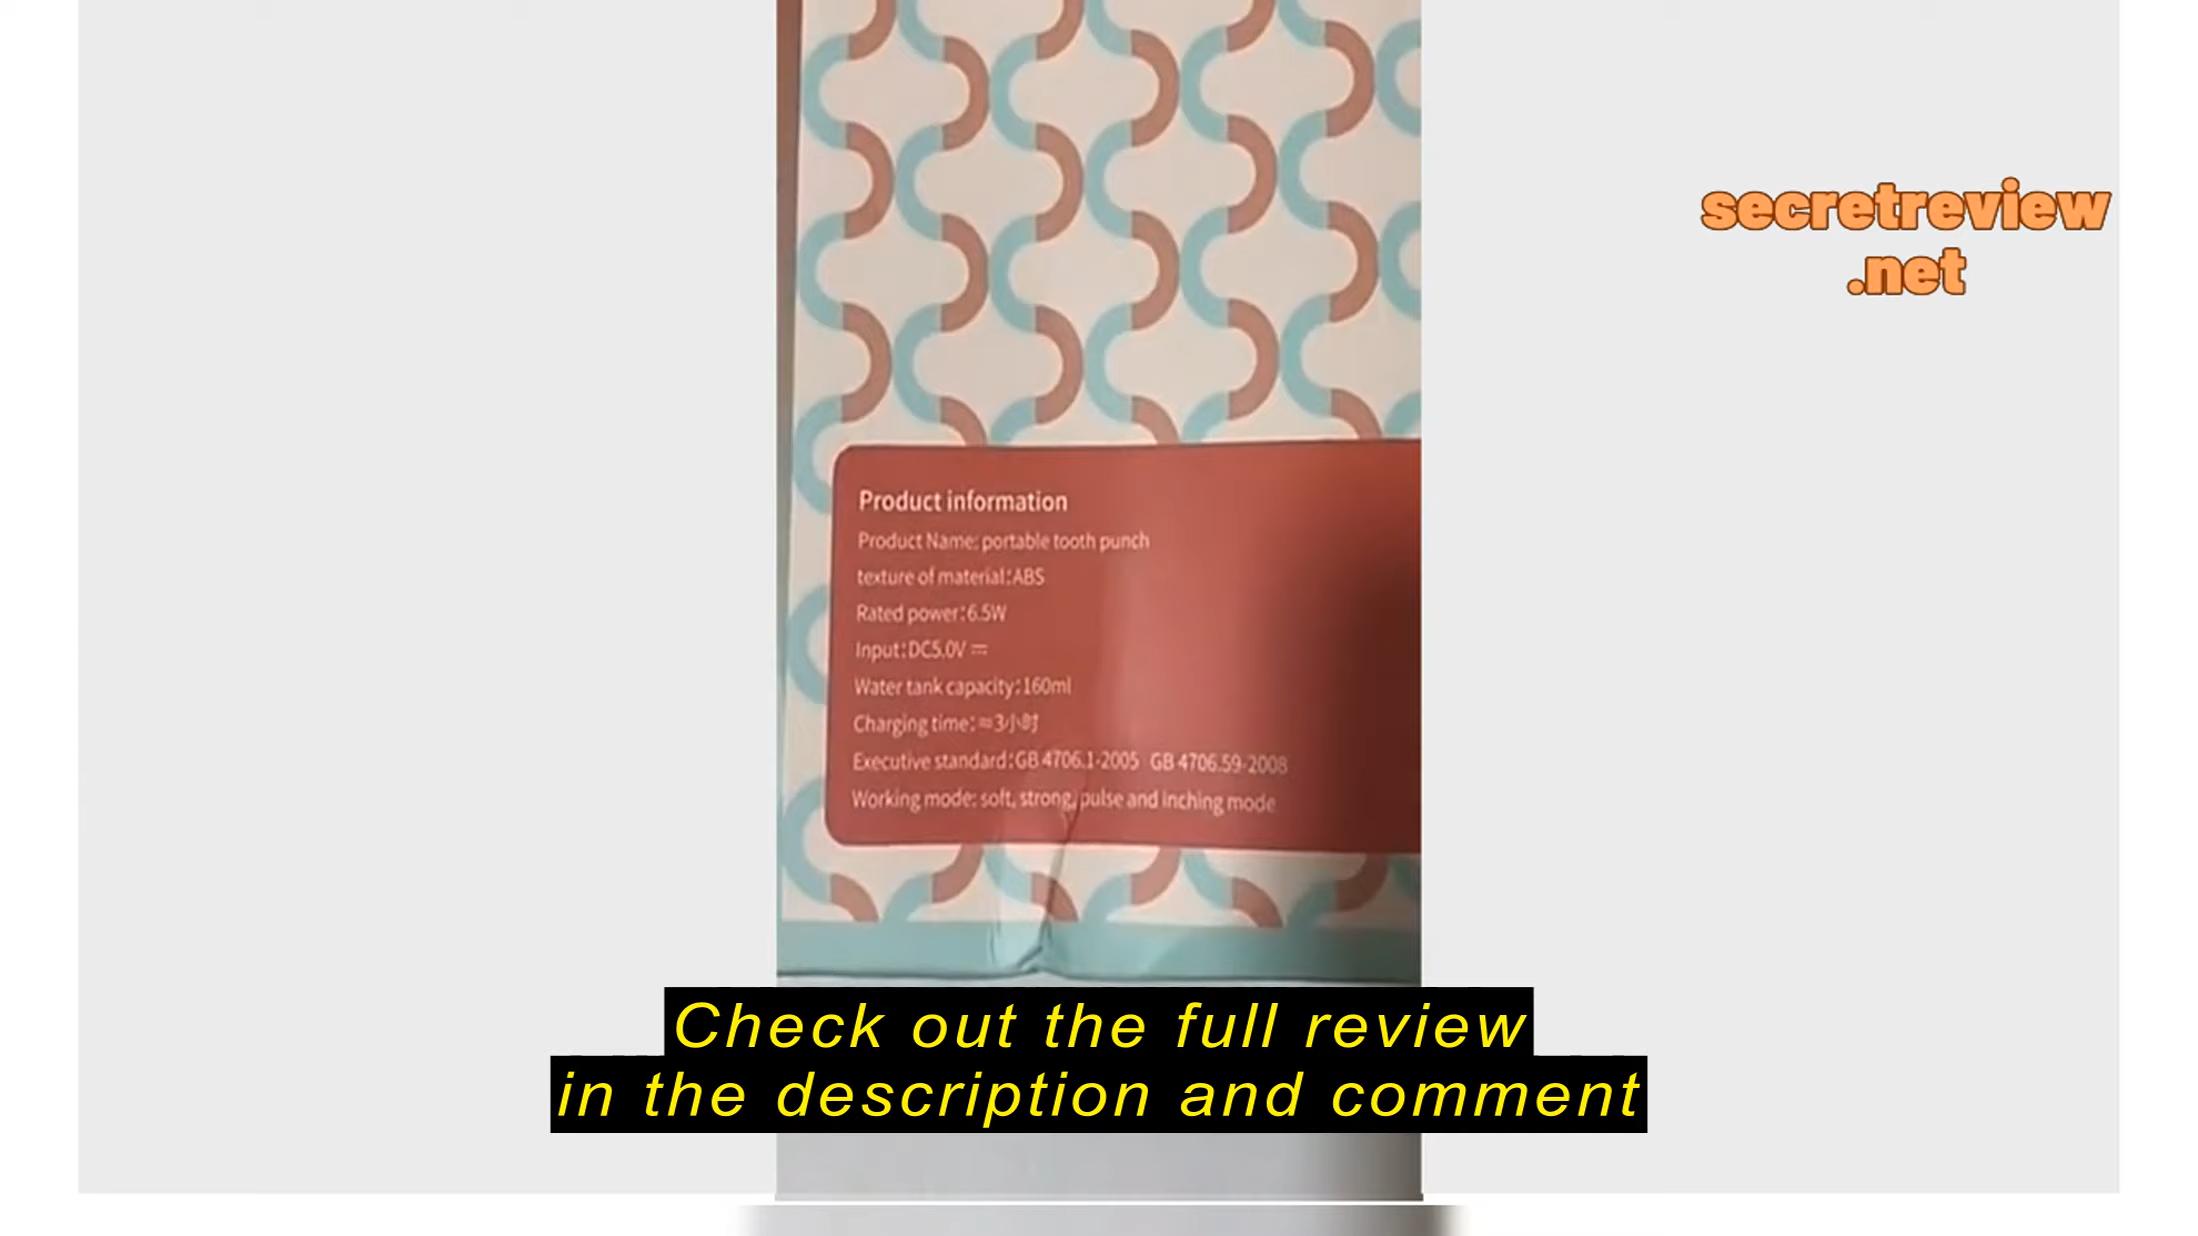 secretreview
.net
Product information
Product Name: portable tooth punch
texture of material:ABS
Rated power:6.5W
Input:DC5.0V ⎓
Water tank capacity:160ml
Charging time:≈3小时
Executive standard:GB 4706.1-2005 GB 4706.59-2008
Working mode: soft, strong, pulse and inching mode
Check out the full review
in the description and comment